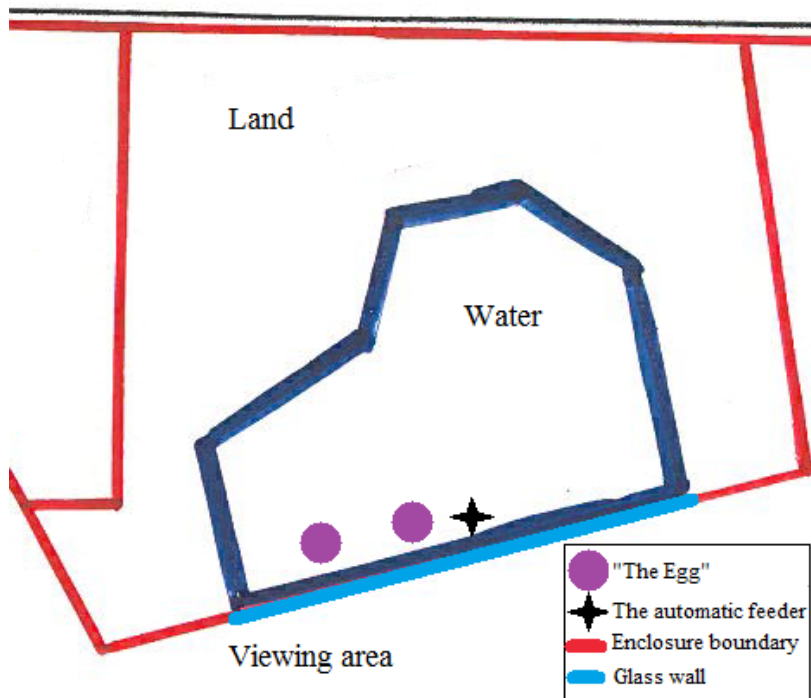 Land
Water
Viewing area
"The Egg"
The automatic feeder
Enclosure boundary
Glass wall